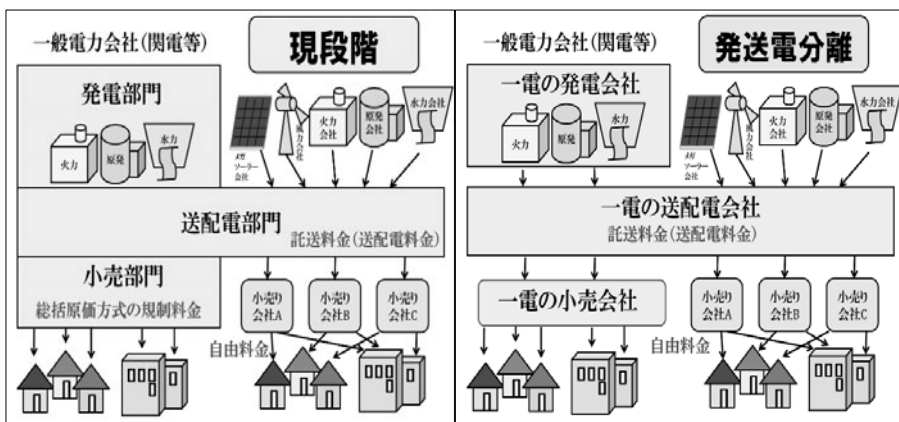 一般電力会社(関電等)
現段階
発電部門
火力
原発
水力
メガ
ソーラー
会社
風力会社
火力
会社
原発
会社
水力会社
送配電部門
託送料金(送配電料金)
小売部門
総括原価方式の規制料金
小売り
会社A
小売り
会社B
小売り
会社C
自由料金
一般電力会社(関電等)
発送電分離
一電の発電会社
火力
原発
水力
メガ
ソーラー
会社
風力会社
火力
会社
原発
会社
水力会社
一電の送配電会社
託送料金(送配電料金)
一電の小売会社
小売り
会社A
小売り
会社B
小売り
会社C
自由料金